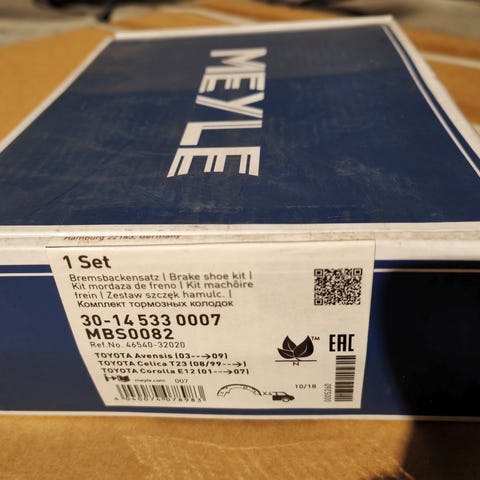 MEYLE
Hamburg 22143, Germany
1 Set
Bremsbackensatz | Brake shoe kit |
Kit mordaza de freno | Kit machôire
frein | Zestaw szczęk hamulc. |
Комплект тормозных колодок
30-14 533 0007
MBS0082
Ref.No. 46540-32020
TOYOTA Avensis (03--->09)
TOYOTA Celica T23 (08/99--->)
TOYOTA Corolla E12 (01--->07)
meyle.com 007
10/18
TM
N
EAC